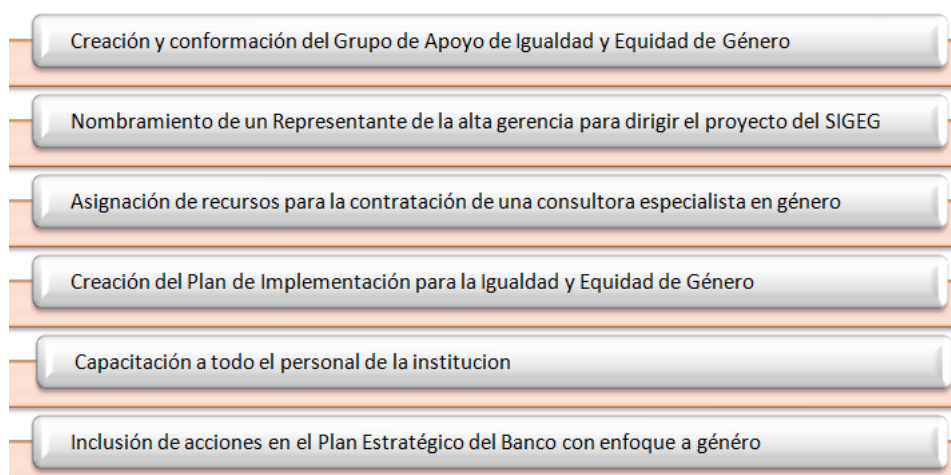 Creación y conformación del Grupo de Apoyo de Igualdad y Equidad de Género
Nombramiento de un Representante de la alta gerencia para dirigir el proyecto del SIGEG
Asignación de recursos para la contratación de una consultora especialista en género
Creación del Plan de Implementación para la Igualdad y Equidad de Género
Capacitación a todo el personal de la institucion
Inclusión de acciones en el Plan Estratégico del Banco con enfoque a généro